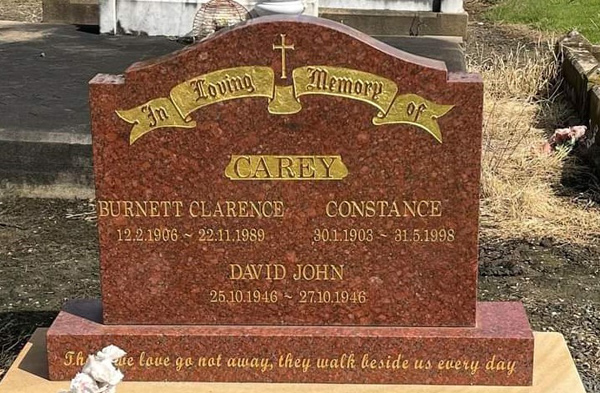 In Loving Memory of
CAREY
BURNETT CLARENCE CONSTANCE
12.2.1906 ~ 22.11.1989 30.1.1903 ~ 31.5.1998
DAVID JOHN
25.10.1946 ~ 27.10.1946
love go not away, they walk beside us every day